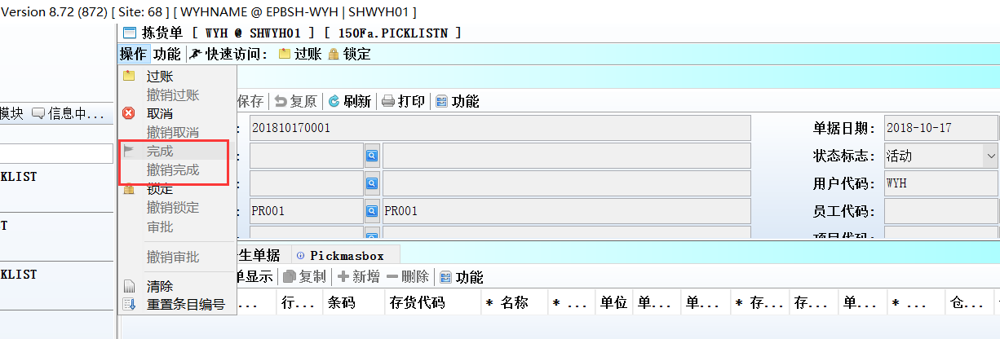 Version 8.72 (872) [ Site: 68 ] [ WYHNAME @ EPBSH-WYH | SHWYH01 ]
拣货单 [ WYH @ SHWYH01 ] [ 150Fa.PICKLISTN ]
操作 功能 快速访问: 过账 锁定
过账
撤销过账
保存 复原 刷新 打印 功能
模块 信息中...
取消
201810170001 单据日期: 2018-10-17
撤销取消
完成
状态标志: 活动
撤销完成
KLIST
用户代码: WYH
锁定
撤销锁定
PR001 PR001 员工代码:
T
审批
项目代码:
撤销审批
生单据 Pickmasbox
KLIST
单显示 复制 新增 删除 功能
清除
重置条目编号
... 行... 条码 存货代码 * 名称 * ... 单位 单... 单... * 存... 存... 单... * ... 仓...